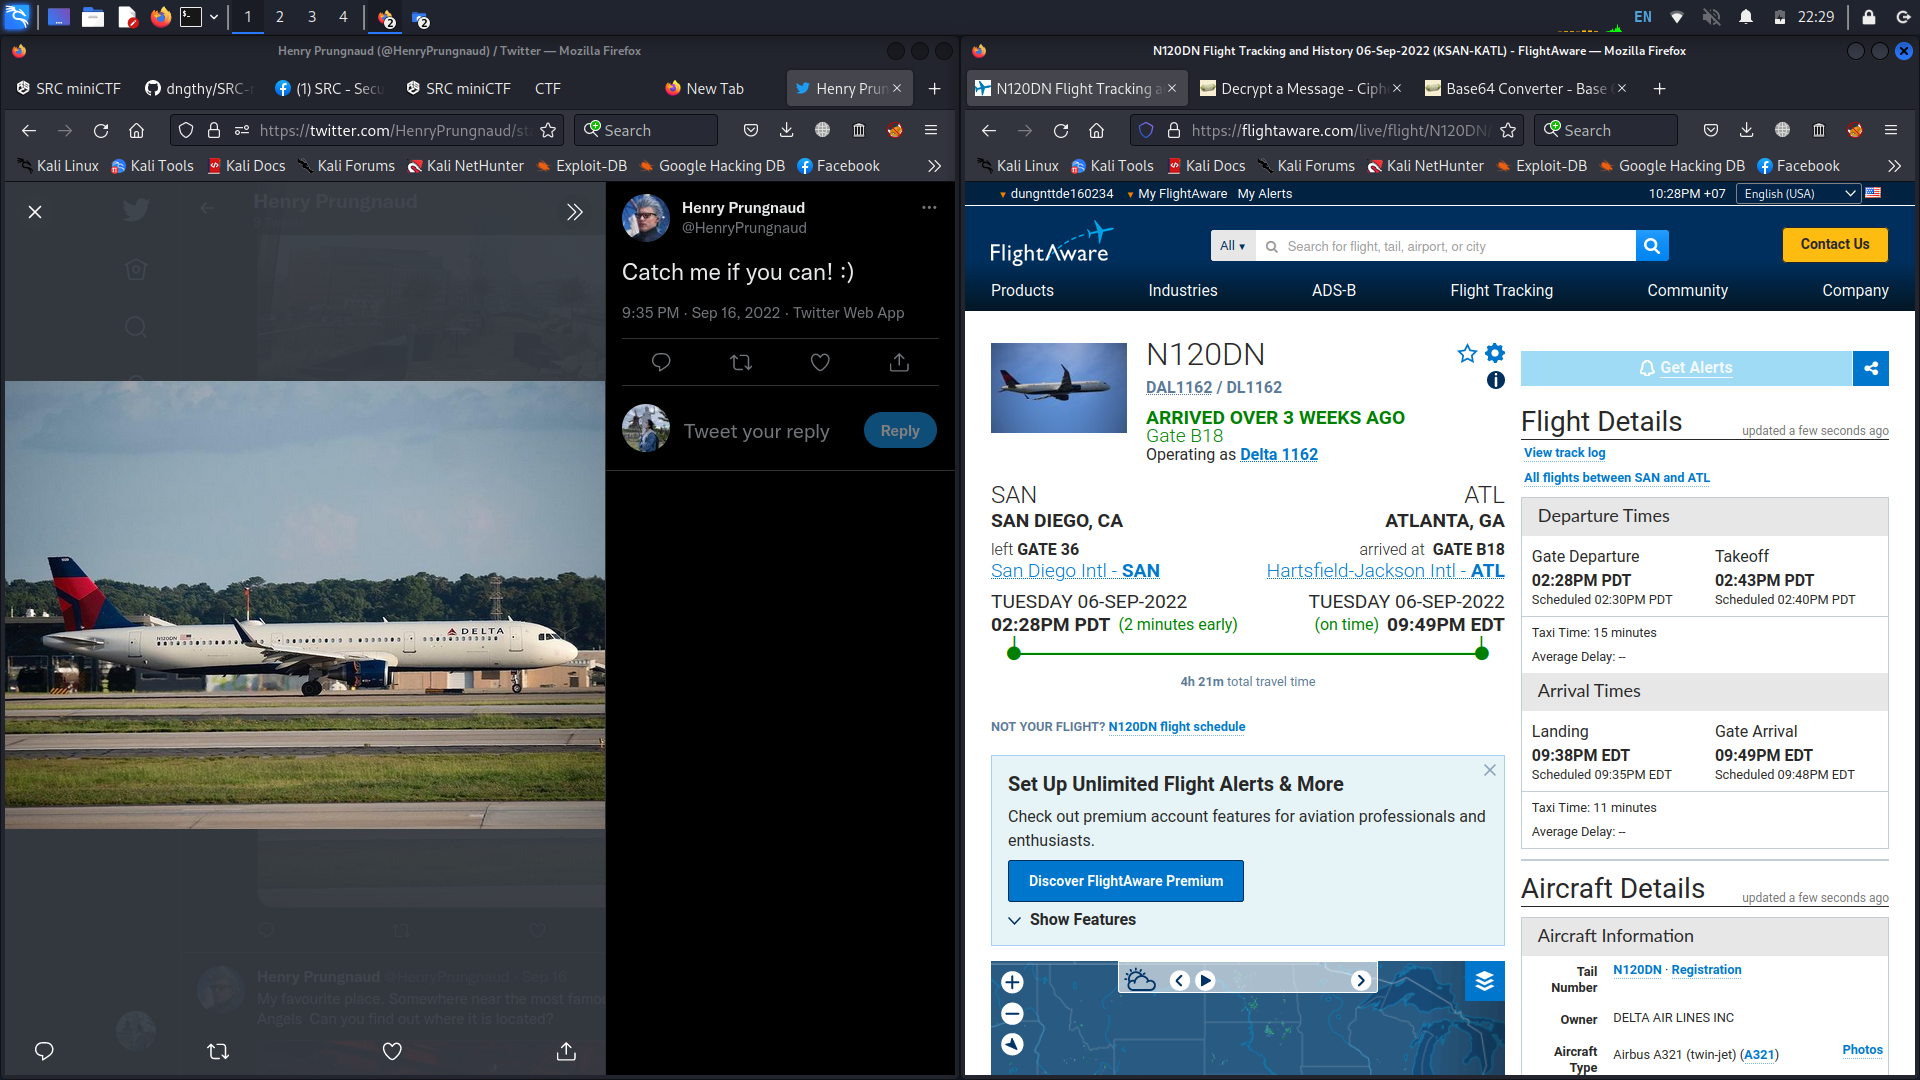 1 2 3 4 2 2 EN 22:29
Henry Prungnaud (@HenryPrungnaud) / Twitter — Mozilla Firefox
SRC miniCTF dngthy/SRC- (1) SRC - Secu SRC miniCTF CTF New Tab Henry Prun
https://twitter.com/HenryPrungnaud/st Search
Kali Linux Kali Tools Kali Docs Kali Forums Kali NetHunter Exploit-DB Google Hacking DB Facebook
Henry Prungnaud
Henry Prungnaud
@HenryPrungnaud
Catch me if you can! :)
9:35 PM · Sep 16, 2022 · Twitter Web App
Tweet your reply Reply
N120DN
DELTA
Henry Prungnaud @HenryPrungnaud · Sep 16
My favourite place. Somewhere near the most famo
Angels Can you find out where it is located?
N120DN Flight Tracking and History 06-Sep-2022 (KSAN-KATL) - FlightAware — Mozilla Firefox
N120DN Flight Tracking a Decrypt a Message - Ciph Base64 Converter - Base
https://flightaware.com/live/flight/N120DN/ Search
Kali Linux Kali Tools Kali Docs Kali Forums Kali NetHunter Exploit-DB Google Hacking DB Facebook
dungnttde160234 My FlightAware My Alerts 10:28PM +07 English (USA)
FlightAware All Search for flight, tail, airport, or city Contact Us
Products Industries ADS-B Flight Tracking Community Company
N120DN
DAL1162 / DL1162
ARRIVED OVER 3 WEEKS AGO
Gate B18
Operating as Delta 1162
SAN ATL
SAN DIEGO, CA ATLANTA, GA
left GATE 36 arrived at GATE B18
San Diego Intl - SAN Hartsfield-Jackson Intl - ATL
TUESDAY 06-SEP-2022 TUESDAY 06-SEP-2022
02:28PM PDT (2 minutes early) (on time) 09:49PM EDT
4h 21m total travel time
NOT YOUR FLIGHT? N120DN flight schedule
Set Up Unlimited Flight Alerts & More
Check out premium account features for aviation professionals and
enthusiasts.
Discover FlightAware Premium
Show Features
Get Alerts
Flight Details updated a few seconds ago
View track log
All flights between SAN and ATL
Departure Times
Gate Departure Takeoff
02:28PM PDT 02:43PM PDT
Scheduled 02:30PM PDT Scheduled 02:40PM PDT
Taxi Time: 15 minutes
Average Delay: --
Arrival Times
Landing Gate Arrival
09:38PM EDT 09:49PM EDT
Scheduled 09:35PM EDT Scheduled 09:48PM EDT
Taxi Time: 11 minutes
Average Delay: --
Aircraft Details updated a few seconds ago
Aircraft Information
Tail Number N120DN · Registration
Owner DELTA AIR LINES INC
Aircraft Type Airbus A321 (twin-jet) (A321) Photos